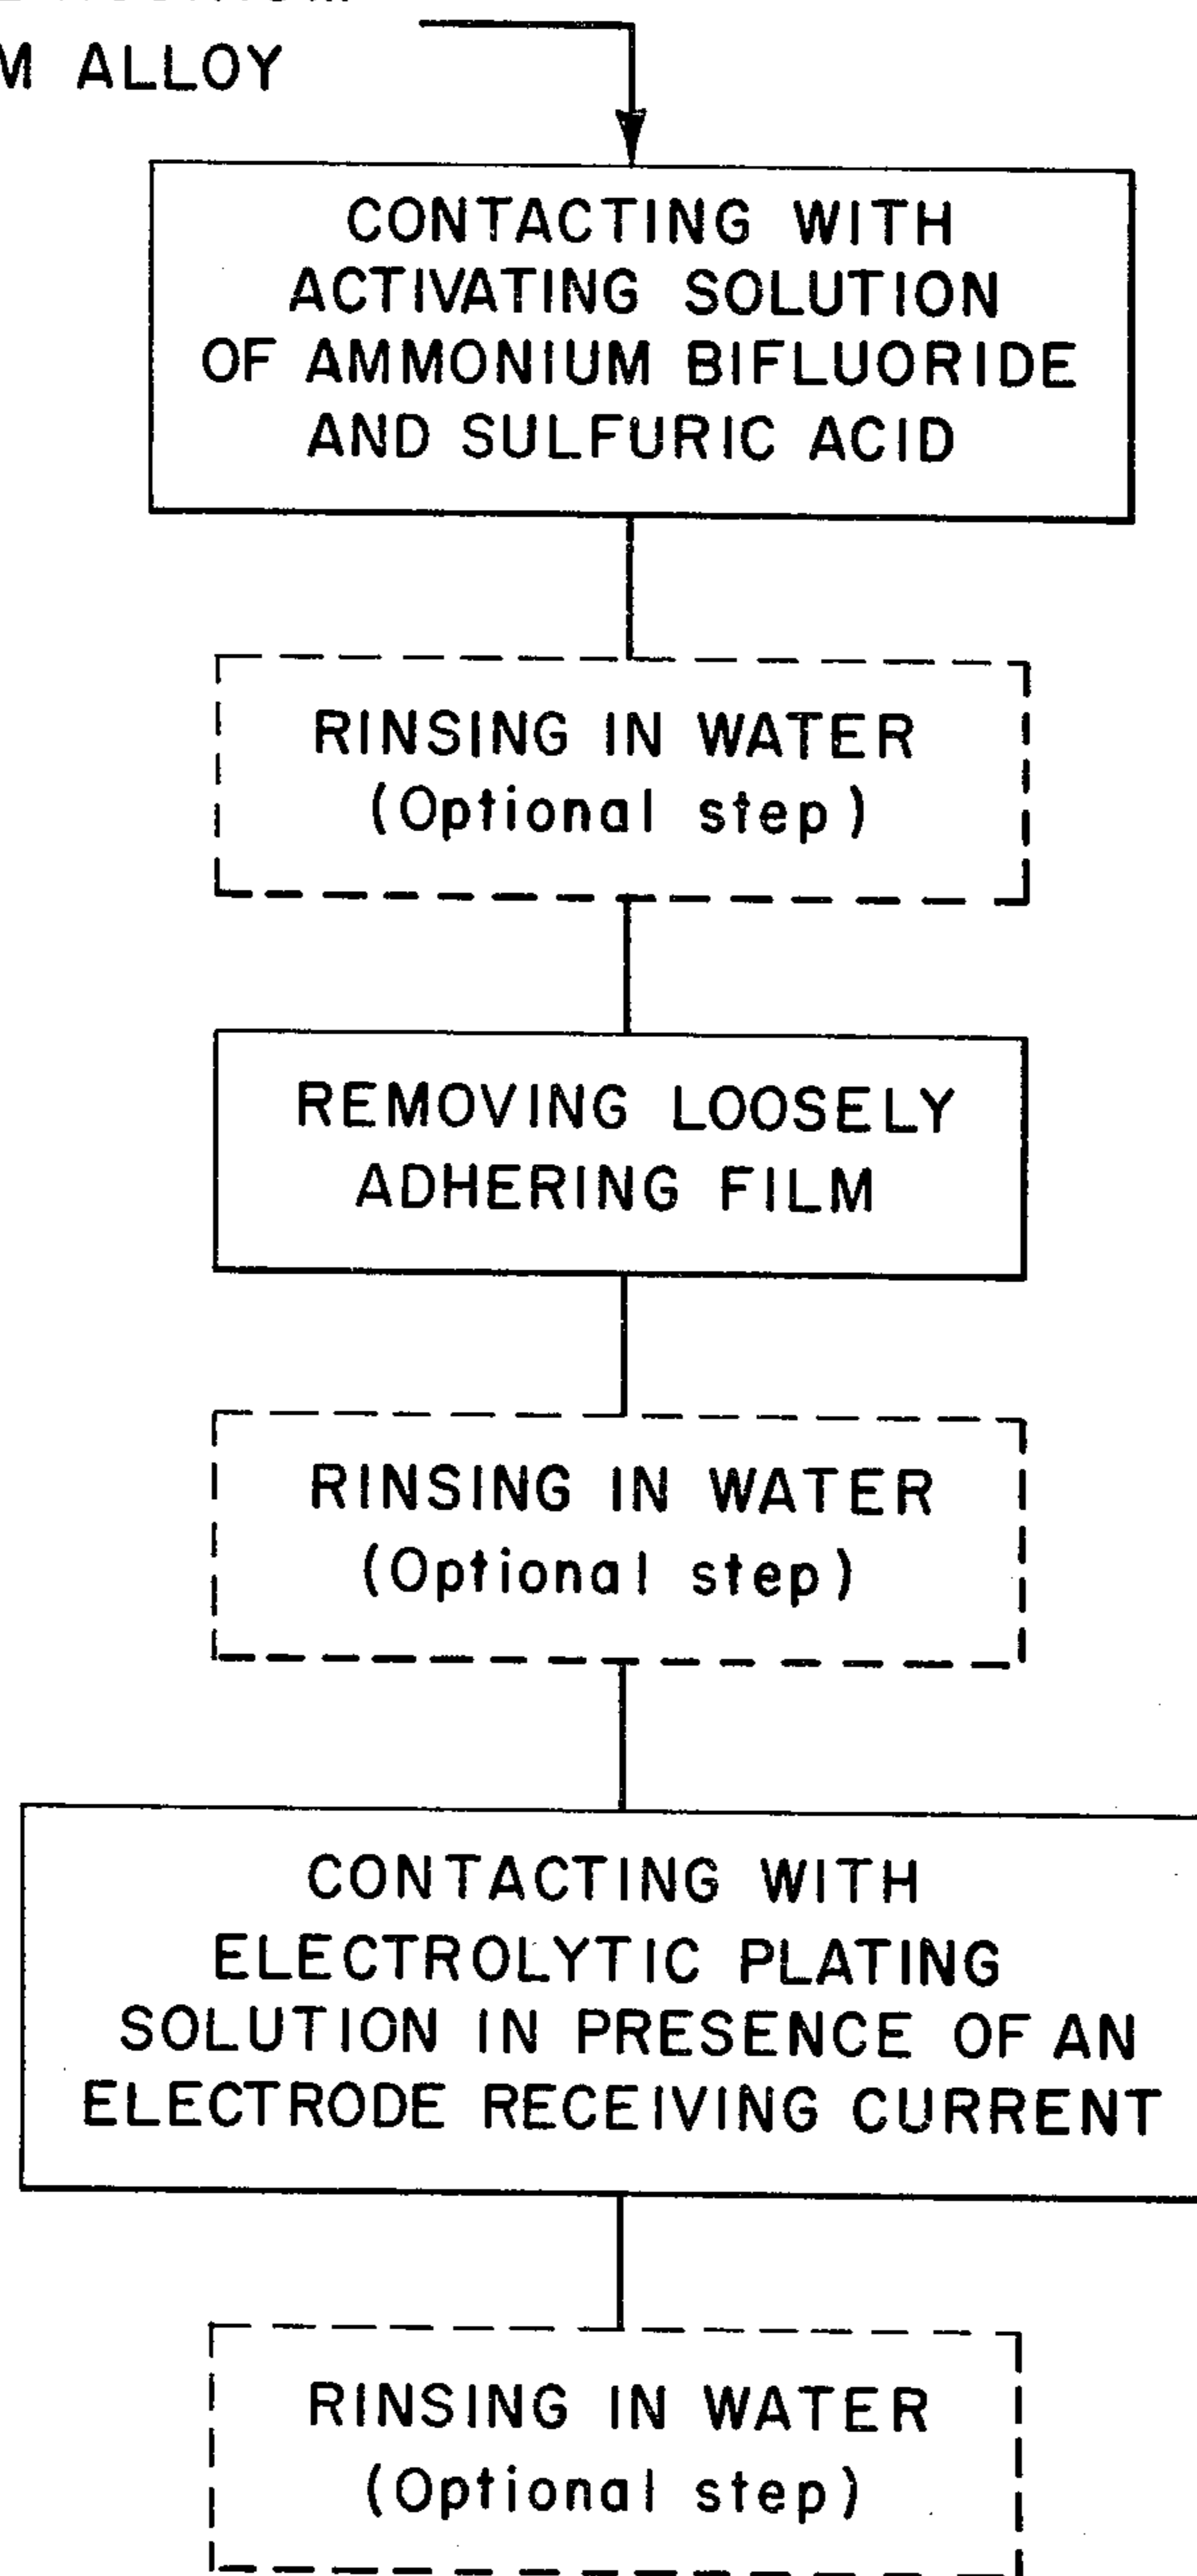 M ALLOY
CONTACTING WITH
ACTIVATING SOLUTION
OF AMMONIUM BIFLUORIDE
AND SULFURIC ACID
RINSING IN WATER
(Optional step)
REMOVING LOOSELY
ADHERING FILM
RINSING IN WATER
(Optional step)
CONTACTING WITH
ELECTROLYTIC PLATING
SOLUTION IN PRESENCE OF AN
ELECTRODE RECEIVING CURRENT
RINSING IN WATER
(Optional step)